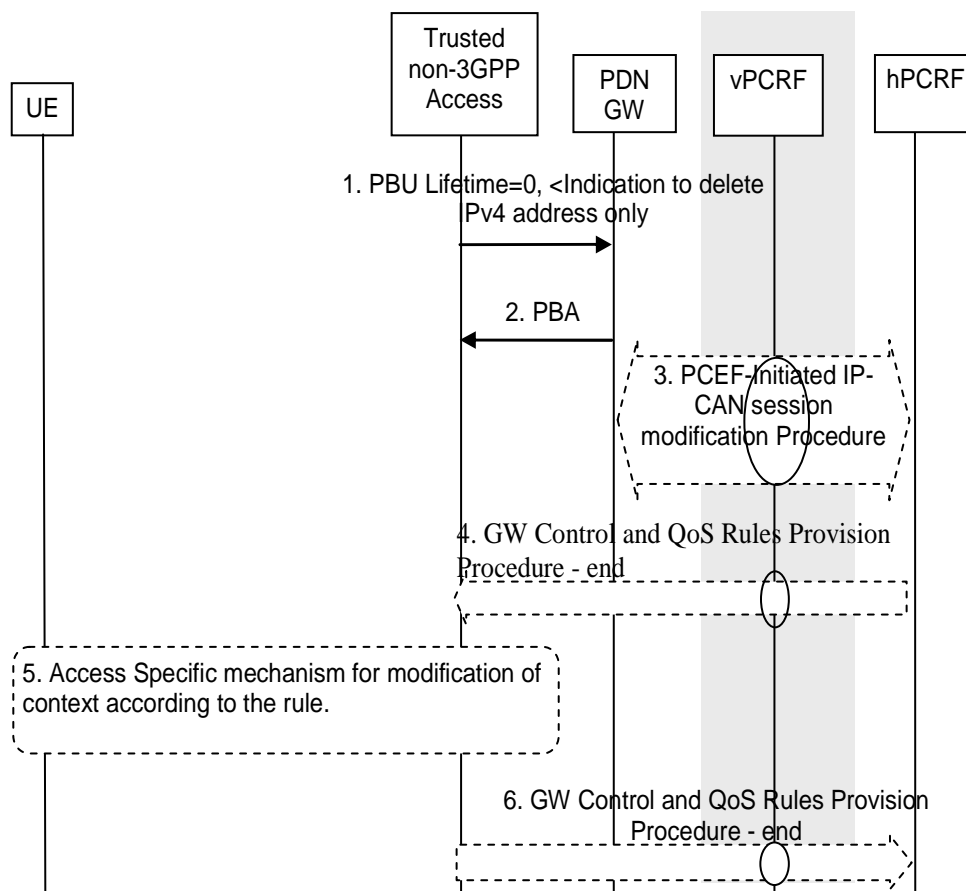 Trusted
non-3GPP
Access
UE
PDN
GW
vPCRF
hPCRF
1. PBU Lifetime=0, <Indication to delete
IPv4 address only
2. PBA
3. PCEF-Initiated IP-
CAN session
modification Procedure
4. GW Control and QoS Rules Provision
Procedure - end
5. Access Specific mechanism for modification of
context according to the rule.
6. GW Control and QoS Rules Provision
Procedure - end